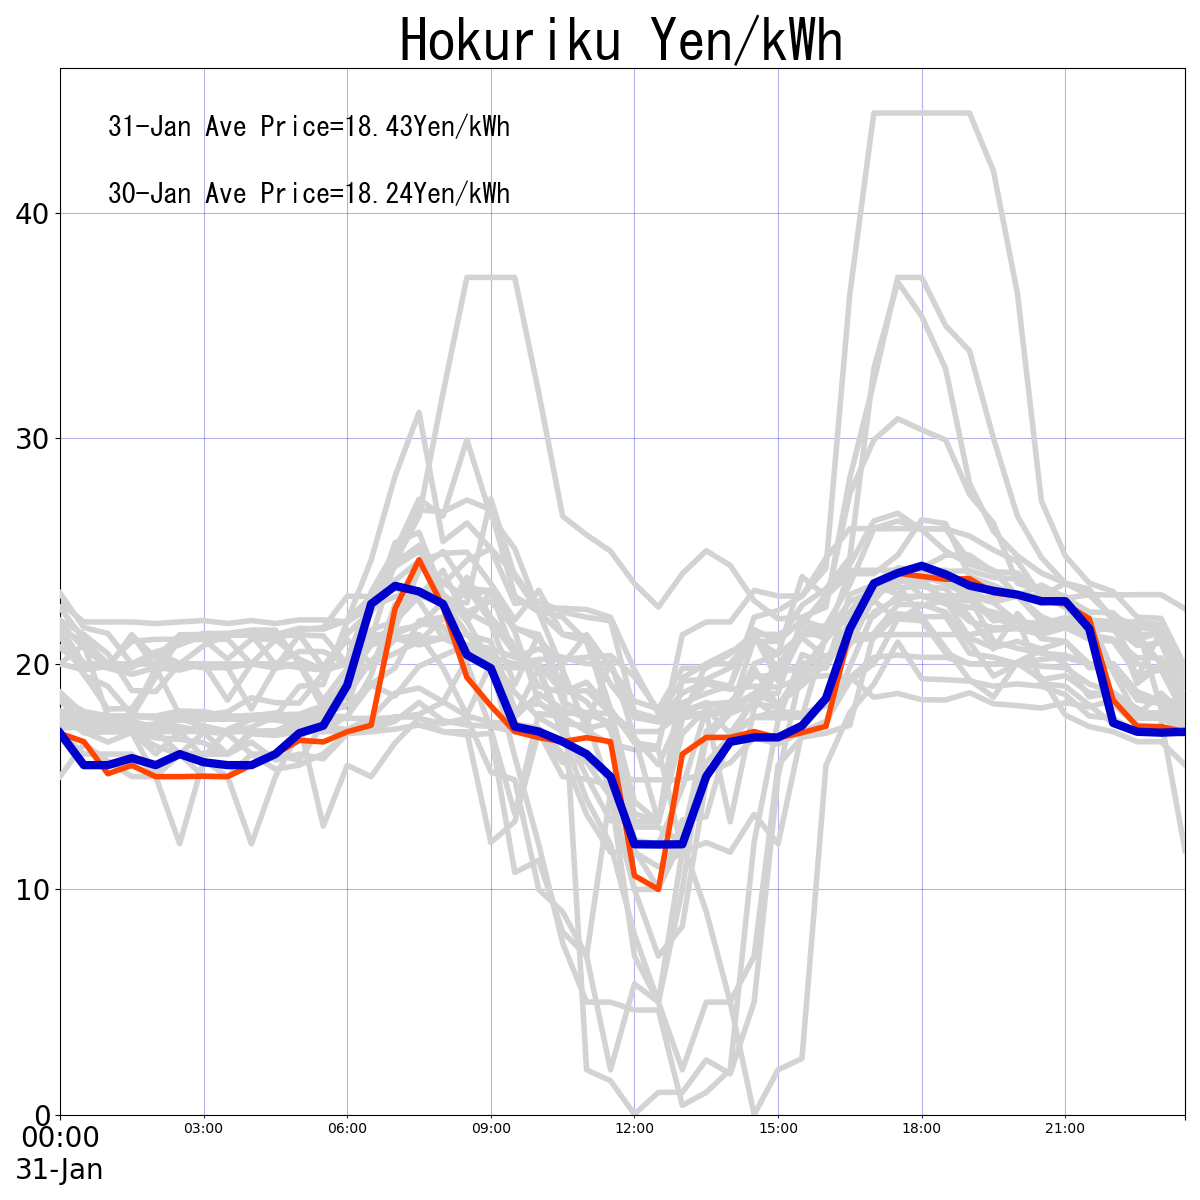 Hokuriku Yen/kWh
31-Jan Ave Price=18.43Yen/kWh
30-Jan Ave Price=18.24Yen/kWh
40
30
20
10
0
00:00 03:00 06:00 09:00 12:00 15:00 18:00 21:00
31-Jan